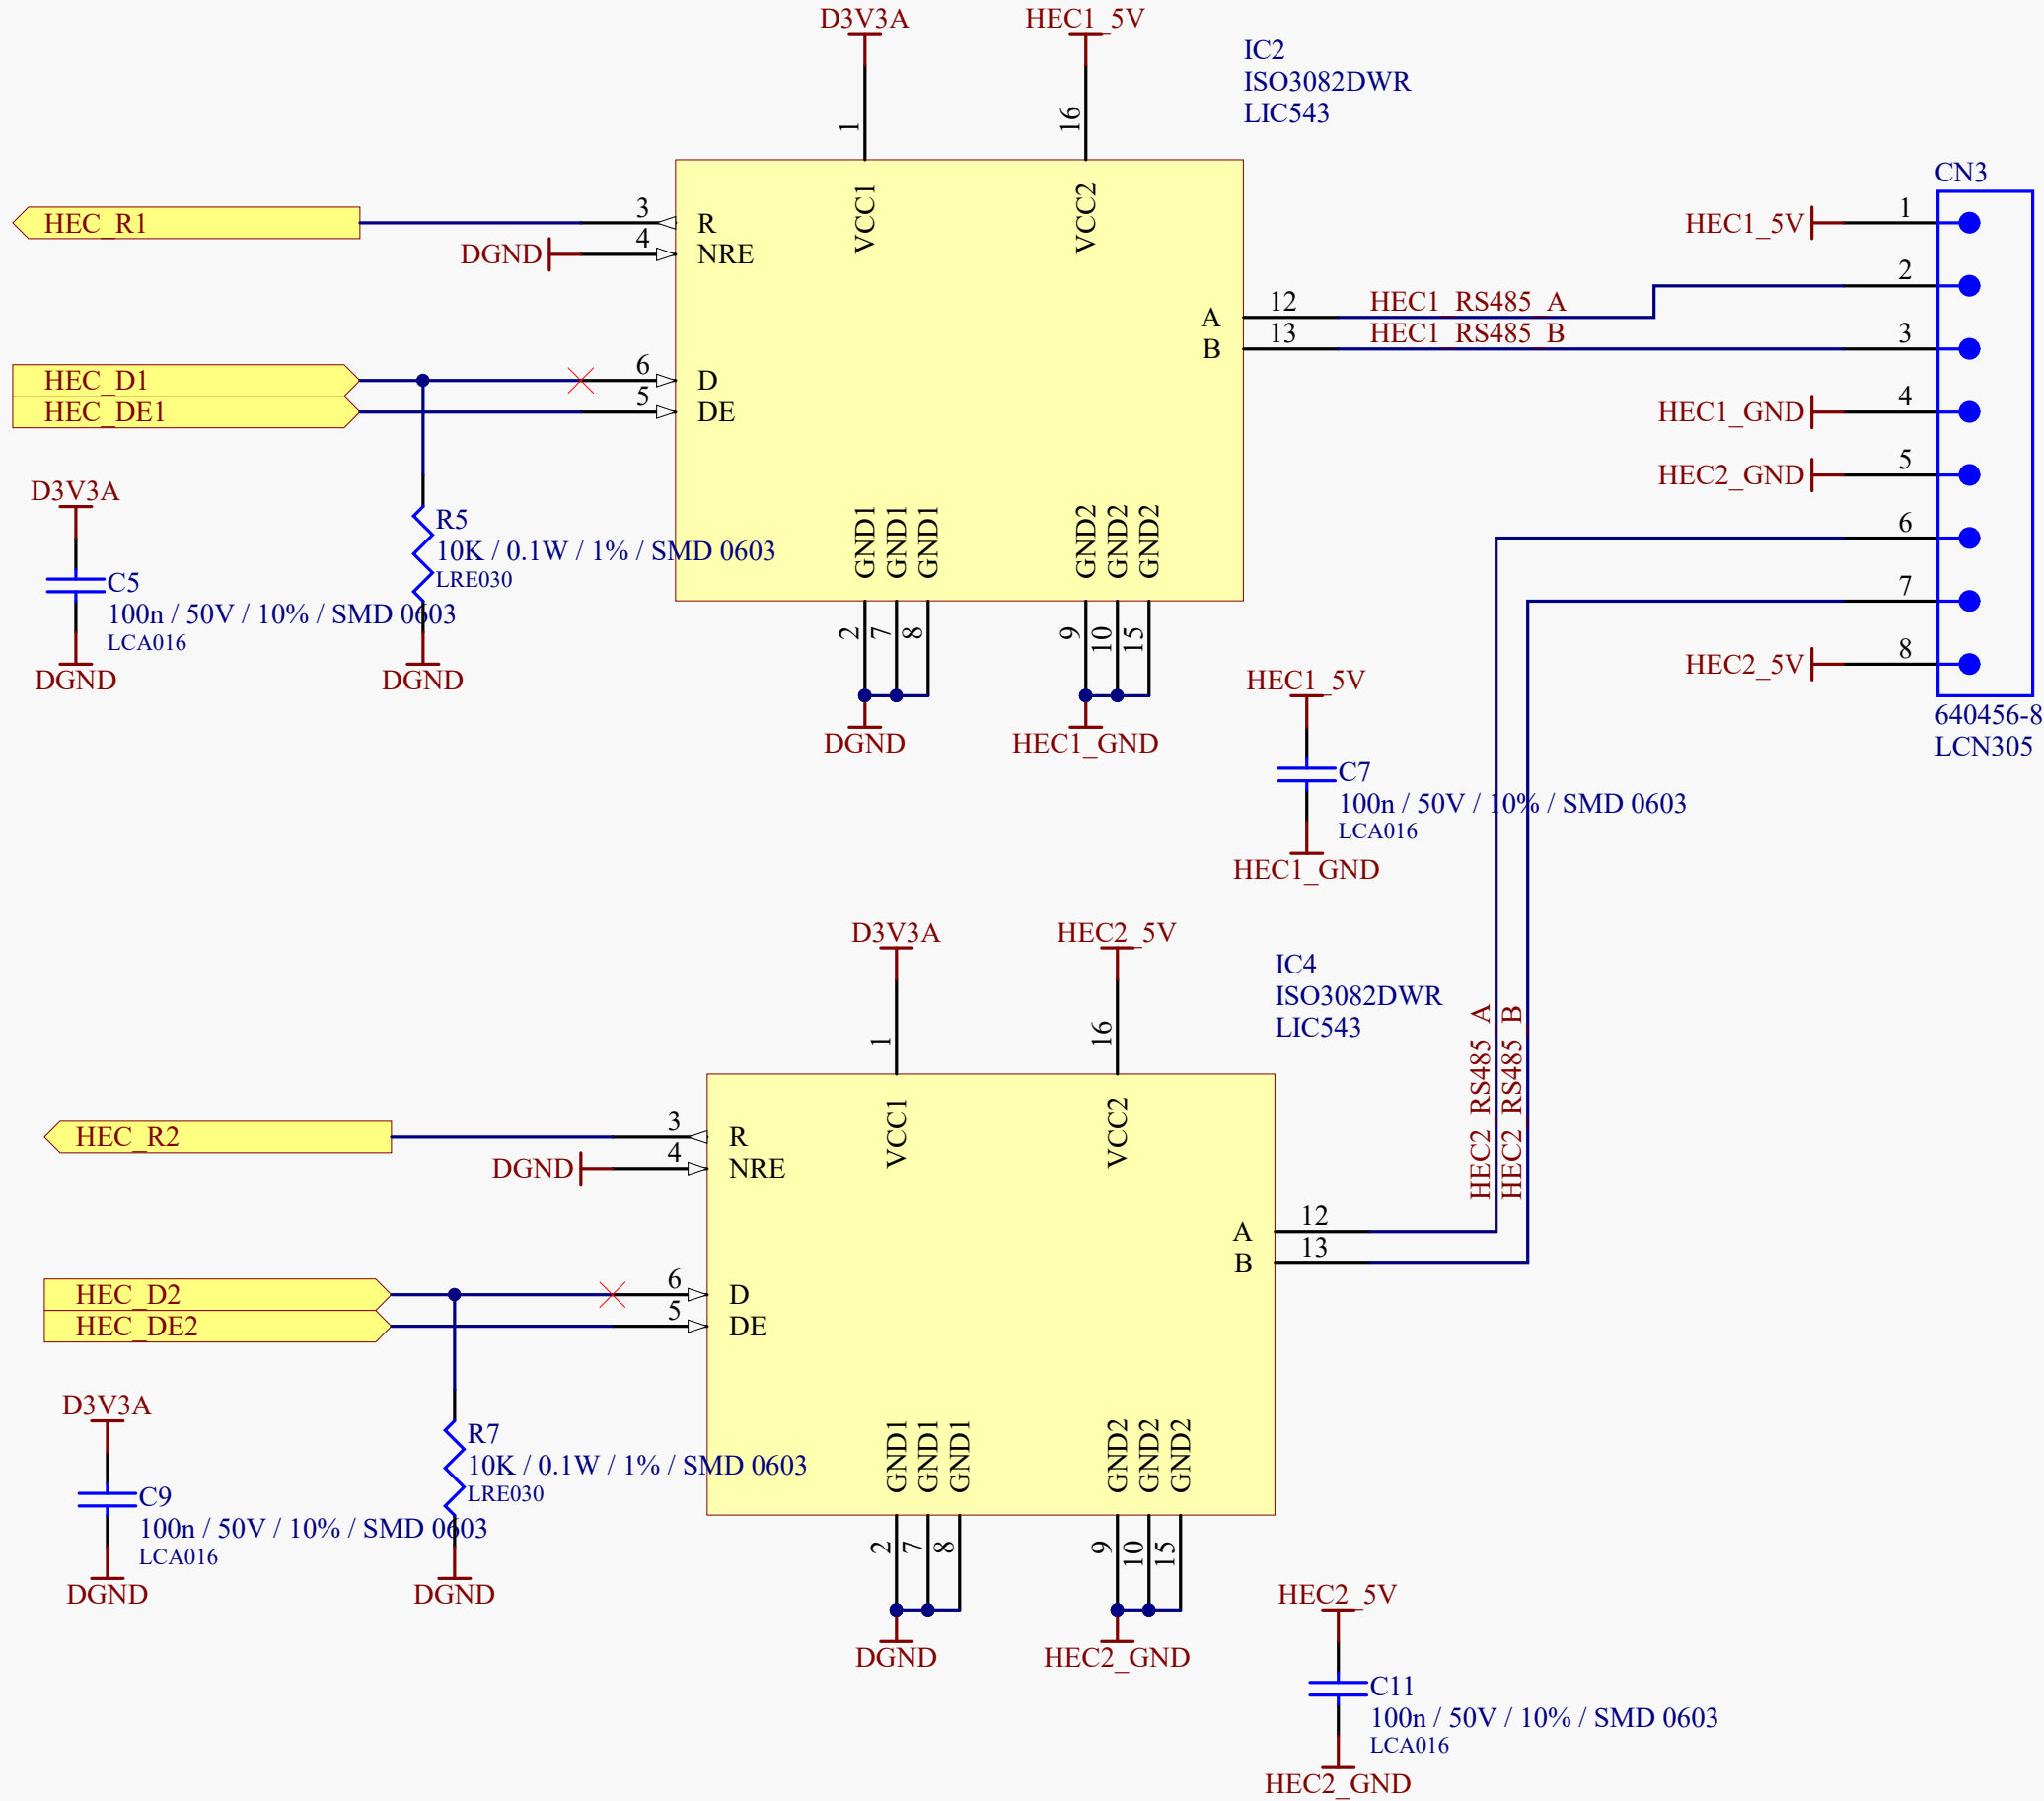 D3V3A
HEC1_5V
IC2
ISO3082DWR
LIC543
1
16
CN3
HEC_R1
3
R
VCC1
VCC2
HEC1_5V
1
DGND
4
NRE
2
A
12
HEC1_RS485_A
B
13
HEC1_RS485_B
3
HEC_D1
6
D
HEC_DE1
5
DE
HEC1_GND
4
HEC2_GND
5
D3V3A
R5
10K / 0.1W / 1% / SMD 0603
LRE030
GND1
GND1
GND1
GND2
GND2
GND2
6
C5
100n / 50V / 10% / SMD 0603
LCA016
7
DGND
DGND
2
7
8
9
10
15
HEC2_5V
8
DGND
HEC1_GND
640456-8
LCN305
HEC1_5V
C7
100n / 50V / 10% / SMD 0603
LCA016
HEC1_GND
D3V3A
HEC2_5V
IC4
ISO3082DWR
LIC543
1
16
HEC2_RS485_A
HEC2_RS485_B
HEC_R2
3
R
VCC1
VCC2
DGND
4
NRE
A
12
B
13
HEC_D2
6
D
HEC_DE2
5
DE
D3V3A
R7
10K / 0.1W / 1% / SMD 0603
LRE030
GND1
GND1
GND1
GND2
GND2
GND2
C9
100n / 50V / 10% / SMD 0603
LCA016
DGND
DGND
2
7
8
9
10
15
DGND
HEC2_GND
HEC2_5V
C11
100n / 50V / 10% / SMD 0603
LCA016
HEC2_GND